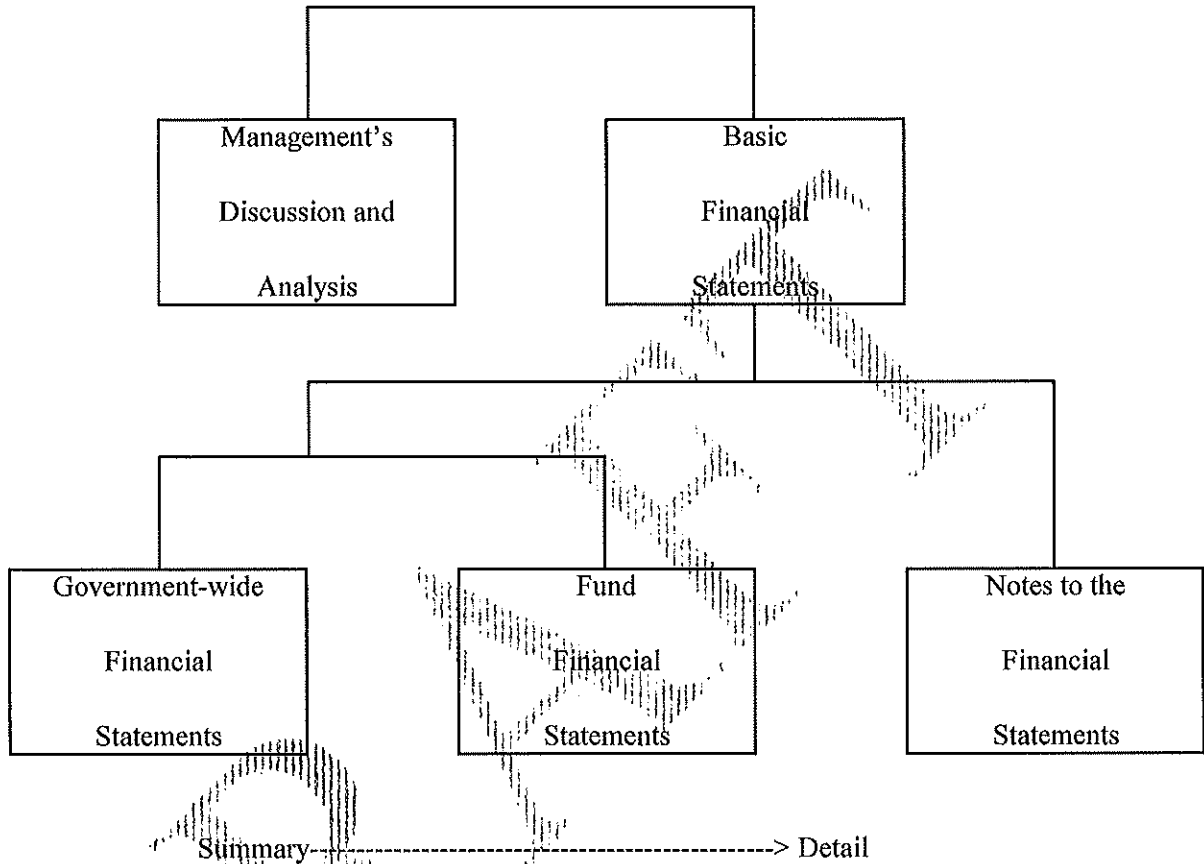 Management's
Discussion and
Analysis
Basic
Financial
Statements
Government-wide
Financial
Statements
Fund
Financial
Statements
Notes to the
Financial
Statements
Summary----------------------------------------> Detail